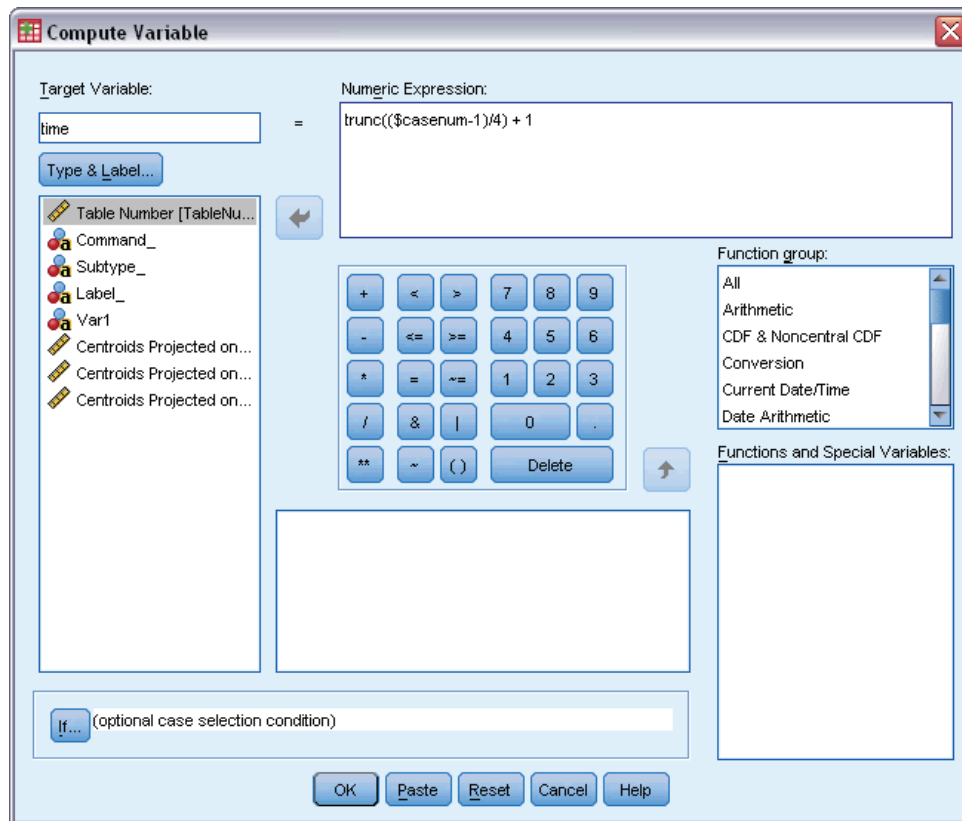 Compute Variable
Target Variable:
time
=
Numeric Expression:
trunc(($casenum-1)/4) + 1
Type & Label...
Table Number [TableNu...
Command_
Subtype_
Label_
Var1
Centroids Projected on...
Centroids Projected on...
Centroids Projected on...
+ < > 7 8 9
- <= >= 4 5 6
* = ~= 1 2 3
/ & | 0 .
** ~ ( ) Delete
Function group:
All
Arithmetic
CDF & Noncentral CDF
Conversion
Current Date/Time
Date Arithmetic
Functions and Special Variables:
If... (optional case selection condition)
OK Paste Reset Cancel Help